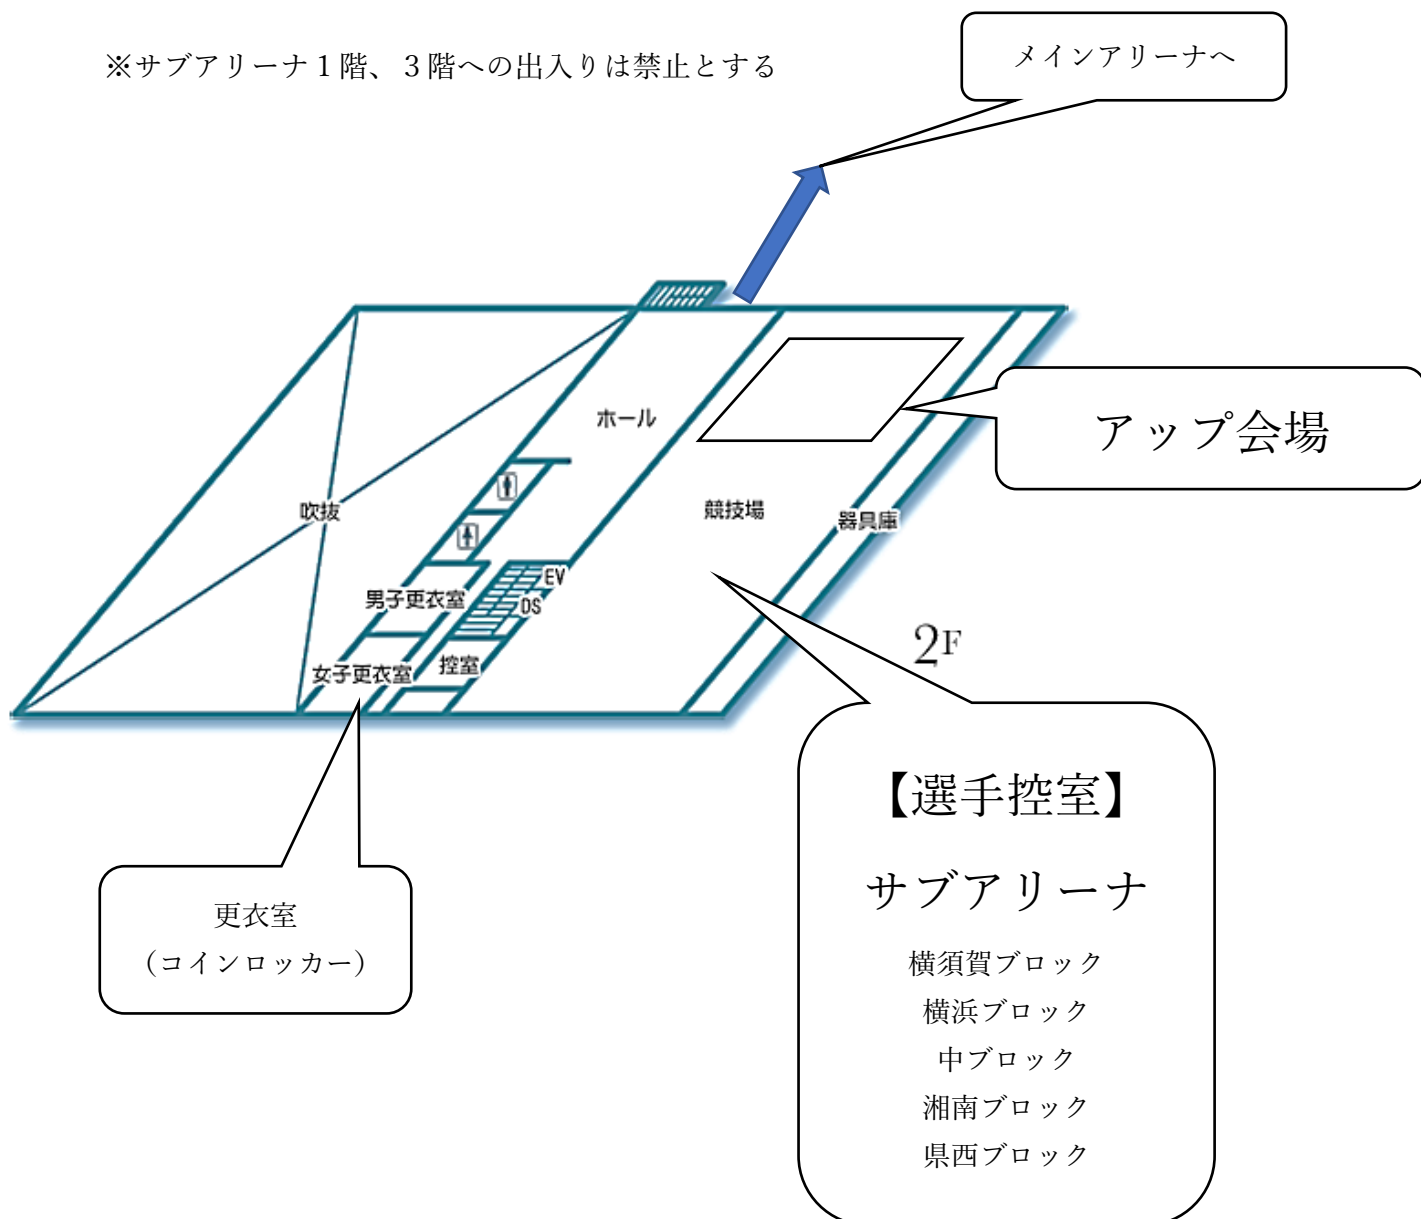 ※サブアリーナ１階、３階への出入りは禁止とする
メインアリーナへ
アップ会場
ホール
吹抜
競技場
器具庫
EV
DS
男子更衣室
女子更衣室
控室
2F
【選手控室】
サブアリーナ
横須賀ブロック
横浜ブロック
中ブロック
湘南ブロック
県西ブロック
更衣室
（コインロッカー）